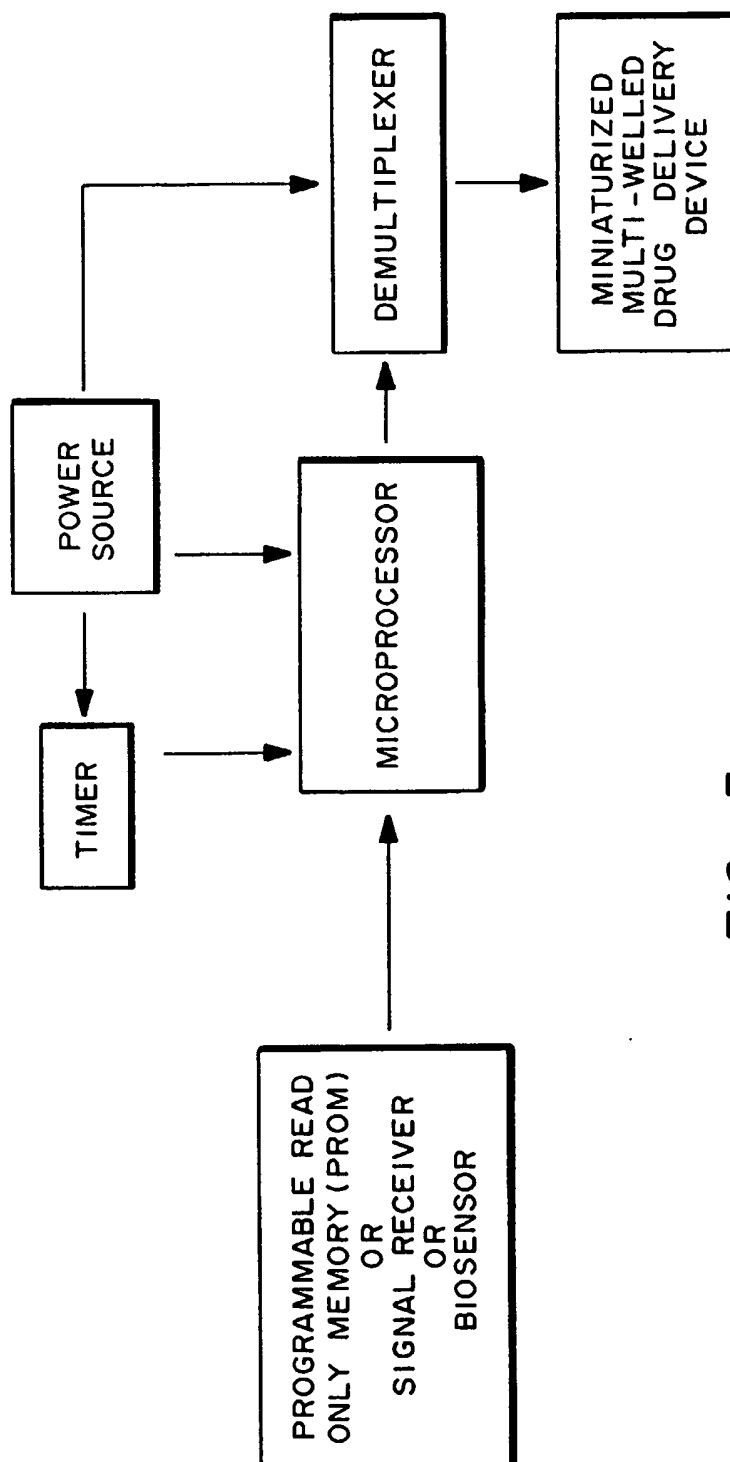 TIMER
POWER
SOURCE
PROGRAMMABLE READ
ONLY MEMORY (PROM)
OR
SIGNAL RECEIVER
OR
BIOSENSOR
MICROPROCESSOR
DEMULTIPLEXER
MINIATURIZED
MULTI-WELLED
DRUG DELIVERY
DEVICE
FIG.